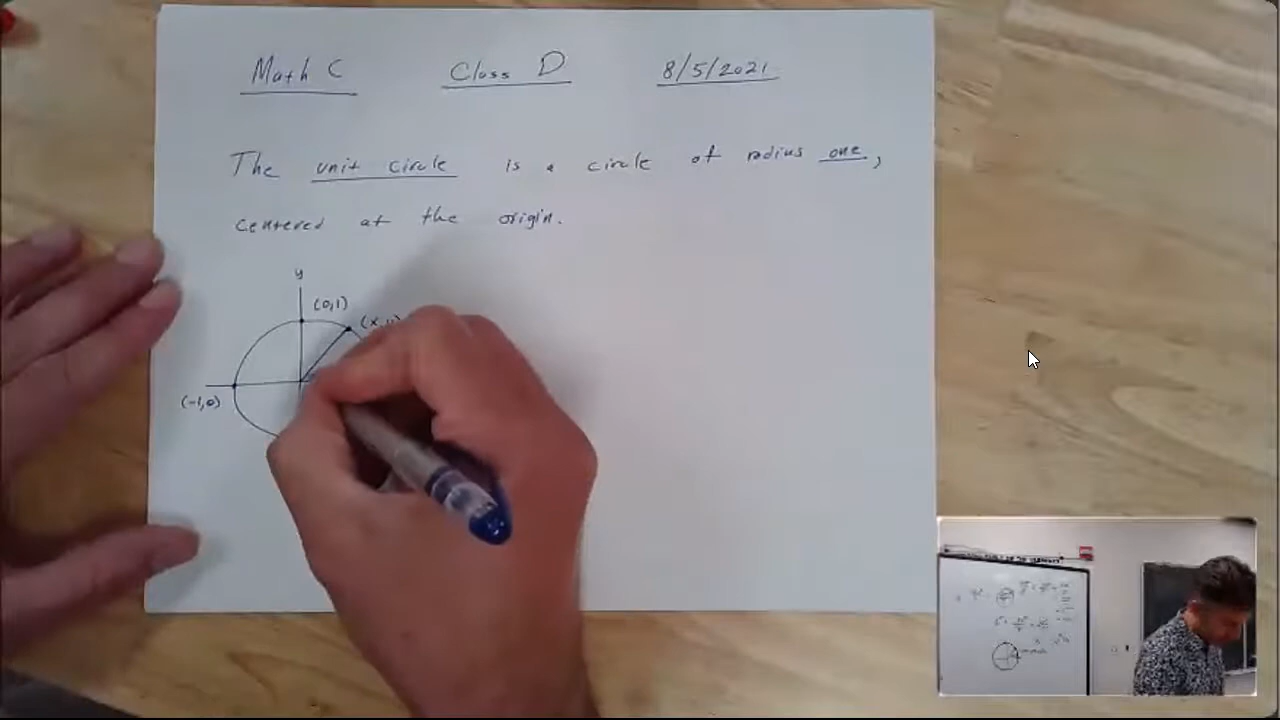 Math C Class D 8/5/2021
The unit circle is a circle of radius one,
centered at the origin.
y
(0,1)
(x,y)
(-1,0)